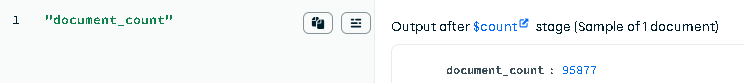 1 "document_count"
Output after $count stage (Sample of 1 document)
document_count : 95877